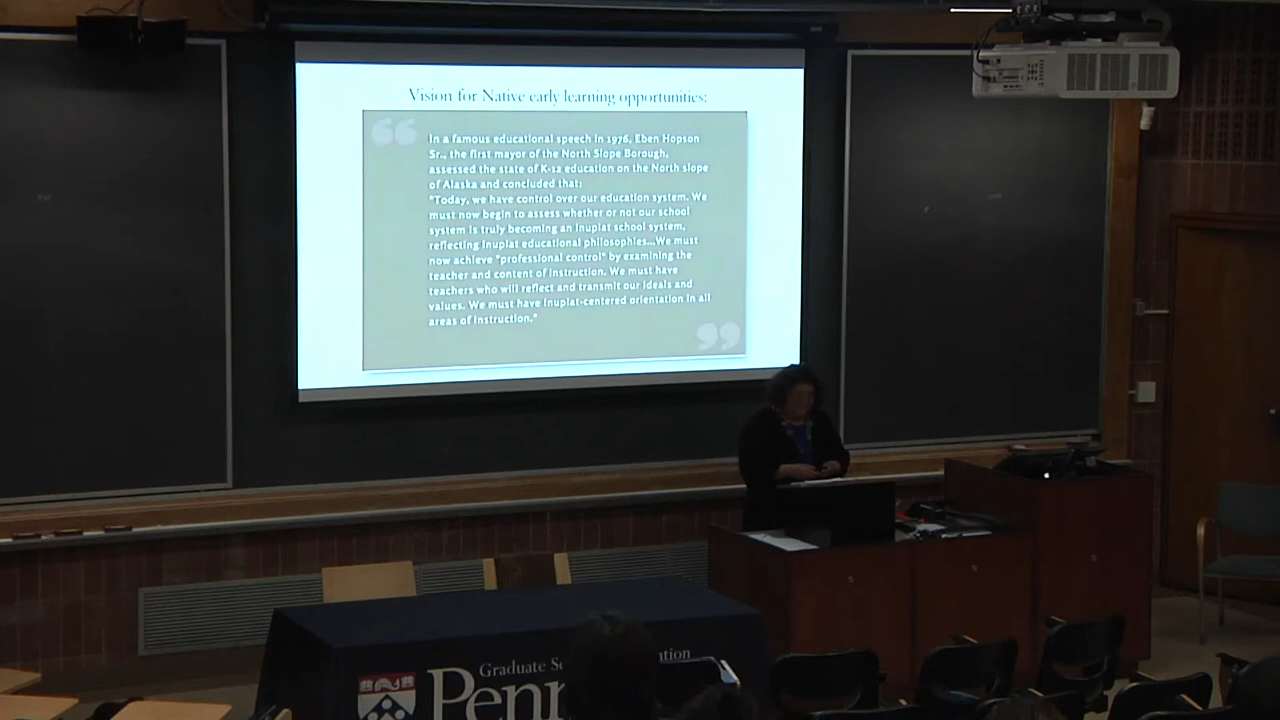 Vision for Native early learning opportunities:
In a famous educational speech in 1976, Eben Hopson
Sr., the first mayor of the North Slope Borough,
assessed the state of K-12 education on the North slope
of Alaska and concluded that:
"Today, we have control over our education system. We
must now begin to assess whether or not our school
system is truly becoming an Inupiat school system,
reflecting Inupiat educational philosophies...We must
now achieve "professional control" by examining the
teacher and content of instruction. We must have
teachers who will reflect and transmit our ideals and
values. We must have Inupiat-centered orientation in all
areas of instruction."
Graduate
Penn